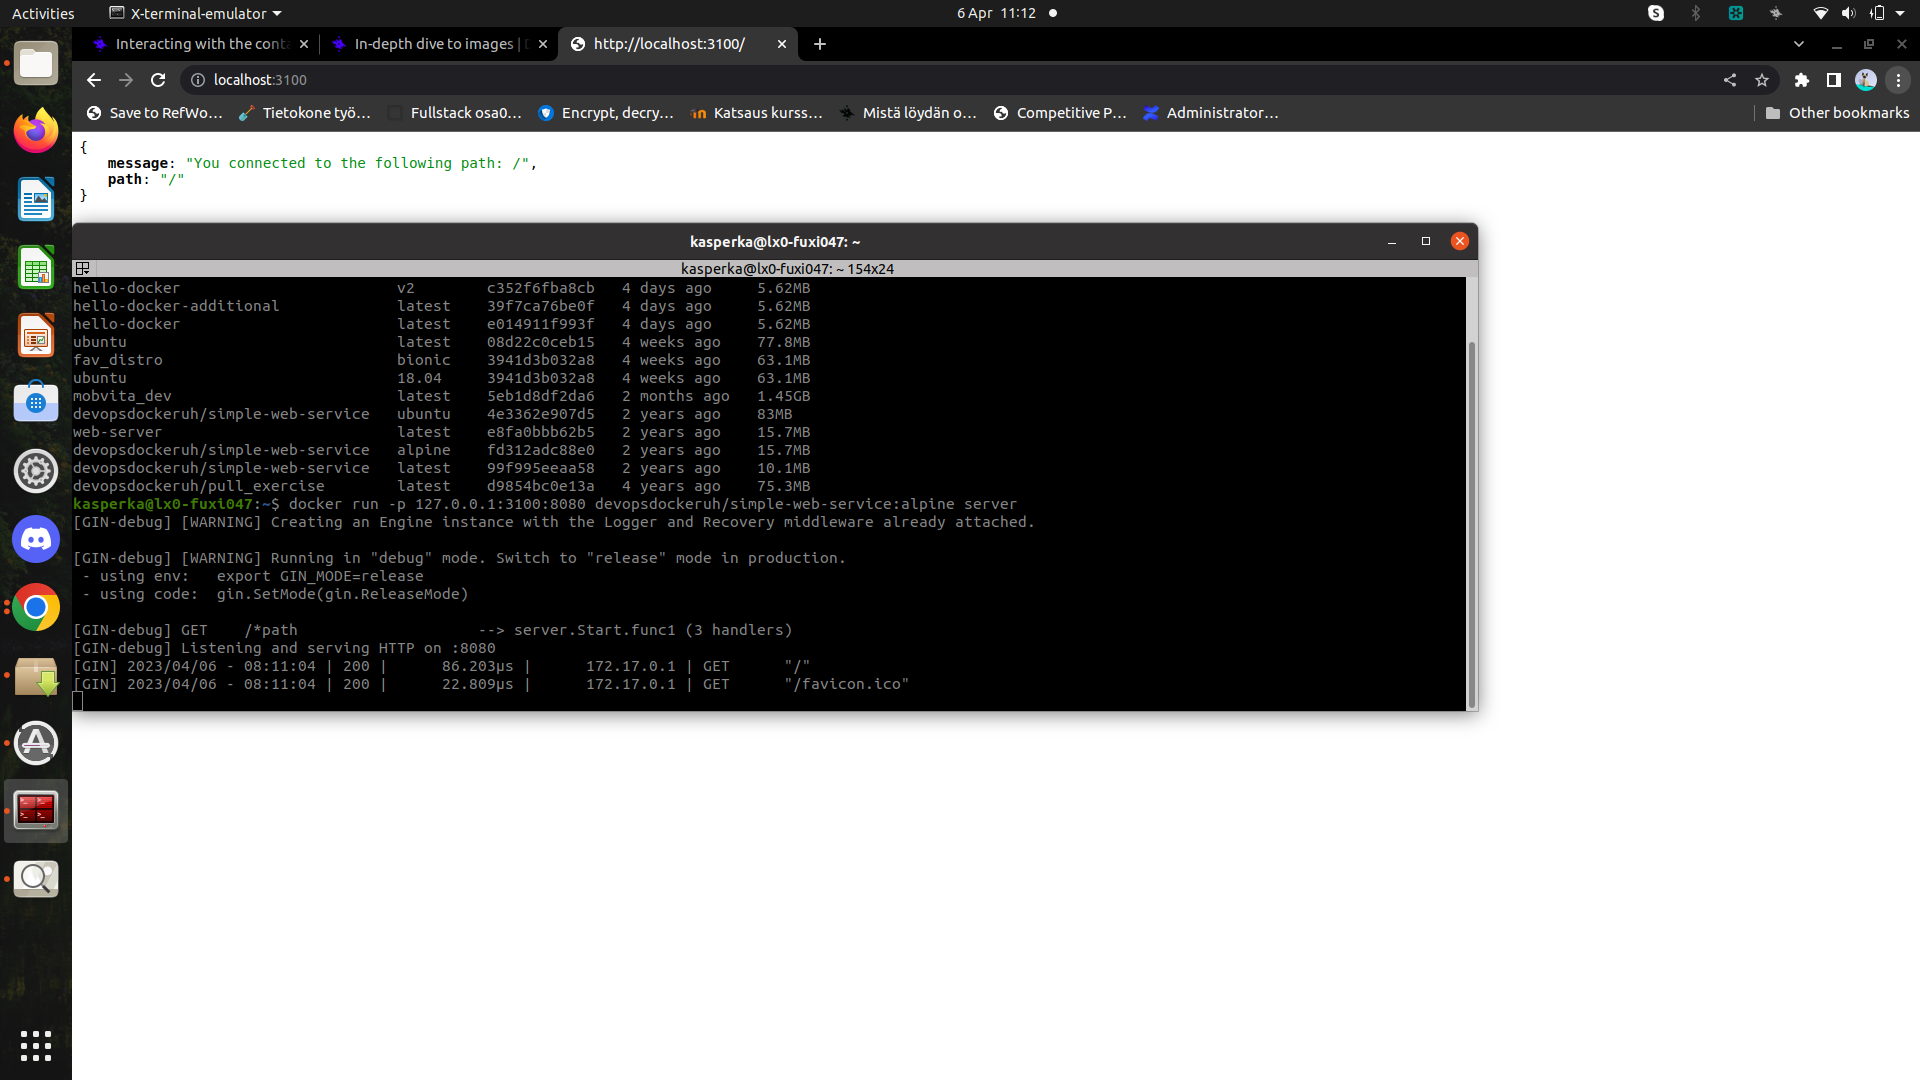 Activities
X-terminal-emulator
6 Apr 11:12
Interacting with the conta
In-depth dive to images |
http://localhost:3100/
localhost:3100
Save to RefWo…
Tietokone työ…
Fullstack osa0…
Encrypt, decry…
Katsaus kurss…
Mistä löydän o…
Competitive P…
Administrator…
Other bookmarks
{
message: "You connected to the following path: /",
path: "/"
}
kasperka@lx0-fuxi047: ~
kasperka@lx0-fuxi047: ~ 154x24
hello-docker v2 c352f6fba8cb 4 days ago 5.62MB
hello-docker-additional latest 39f7ca76be0f 4 days ago 5.62MB
hello-docker latest e014911f993f 4 days ago 5.62MB
ubuntu latest 08d22c0ceb15 4 weeks ago 77.8MB
fav_distro bionic 3941d3b032a8 4 weeks ago 63.1MB
ubuntu 18.04 3941d3b032a8 4 weeks ago 63.1MB
mobvita_dev latest 5eb1d8df2da6 2 months ago 1.45GB
devopsdockeruh/simple-web-service ubuntu 4e3362e907d5 2 years ago 83MB
web-server latest e8fa0bbb62b5 2 years ago 15.7MB
devopsdockeruh/simple-web-service alpine fd312adc88e0 2 years ago 15.7MB
devopsdockeruh/simple-web-service latest 99f995eeaa58 2 years ago 10.1MB
devopsdockeruh/pull_exercise latest d9854bc0e13a 4 years ago 75.3MB
kasperka@lx0-fuxi047:~$ docker run -p 127.0.0.1:3100:8080 devopsdockeruh/simple-web-service:alpine server
[GIN-debug] [WARNING] Creating an Engine instance with the Logger and Recovery middleware already attached.
[GIN-debug] [WARNING] Running in "debug" mode. Switch to "release" mode in production.
- using env: export GIN_MODE=release
- using code: gin.SetMode(gin.ReleaseMode)
[GIN-debug] GET /*path --> server.Start.func1 (3 handlers)
[GIN-debug] Listening and serving HTTP on :8080
[GIN] 2023/04/06 - 08:11:04 | 200 | 86.203µs | 172.17.0.1 | GET "/"
[GIN] 2023/04/06 - 08:11:04 | 200 | 22.809µs | 172.17.0.1 | GET "/favicon.ico"